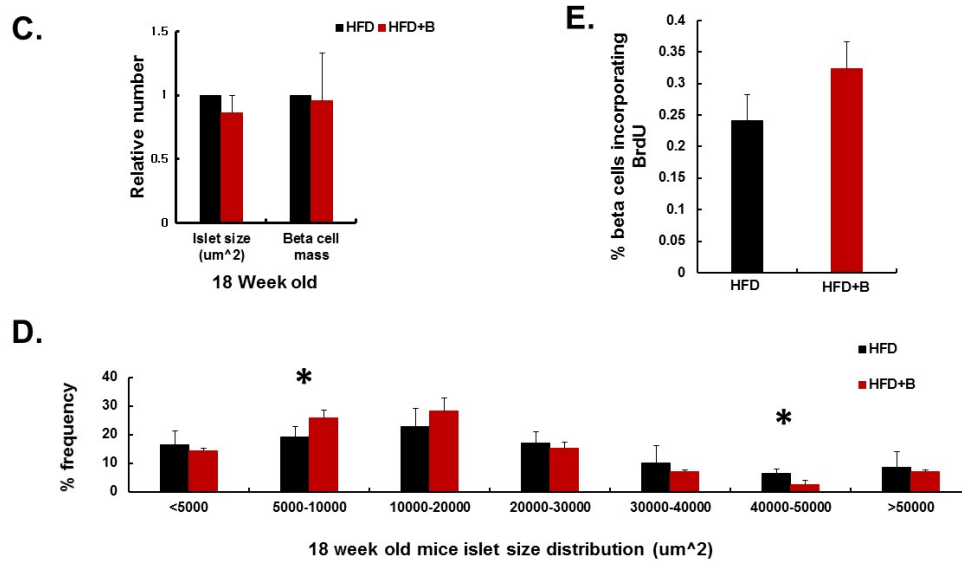 C.
HFD HFD+B
Relative number
1.5
1
0.5
0
Islet size
(um^2)
Beta cell
mass
18 Week old
E.
% beta cells incorporating
BrdU
0.4
0.35
0.3
0.25
0.2
0.15
0.1
0.05
0
HFD HFD+B
D.
HFD
HFD+B
* *
% frequency
40
30
20
10
0
<5000 5000-10000 10000-20000 20000-30000 30000-40000 40000-50000 >50000
18 week old mice islet size distribution (um^2)